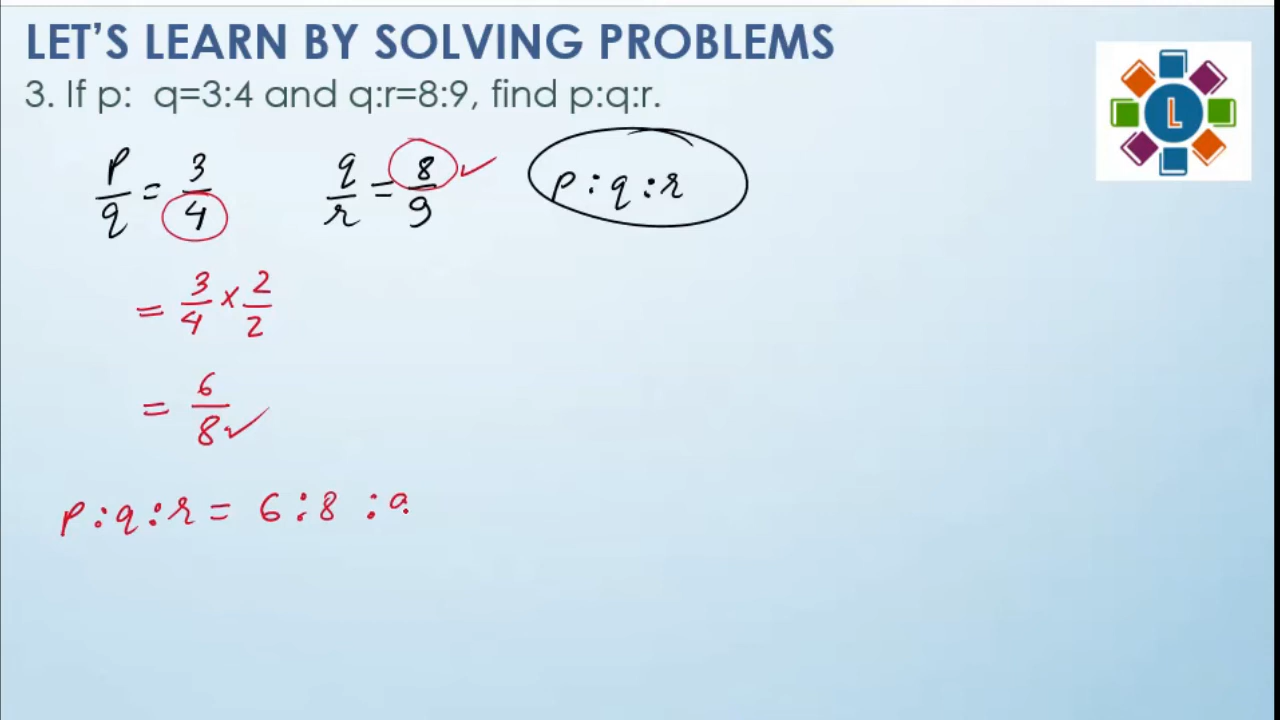 LET'S LEARN BY SOLVING PROBLEMS
3. If p: q=3:4 and q:r=8:9, find p:q:r.
p/q = 3/4 q/r = 8/9 ✓ p:q:r
= 3/4 × 2/2
= 6/8 ✓
p:q:r = 6:8 :
L